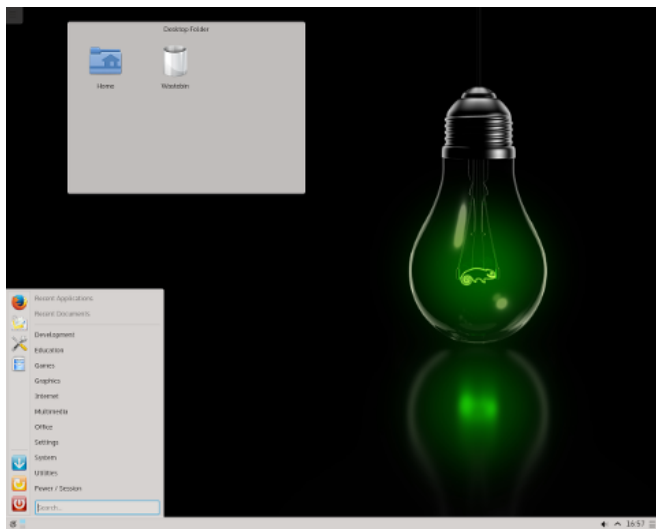 Desktop Folder
Home
Wastebin
Recent Applications
Recent Documents
Development
Education
Games
Graphics
Internet
Multimedia
Office
Settings
System
Utilities
Power / Session
Search...
16:57